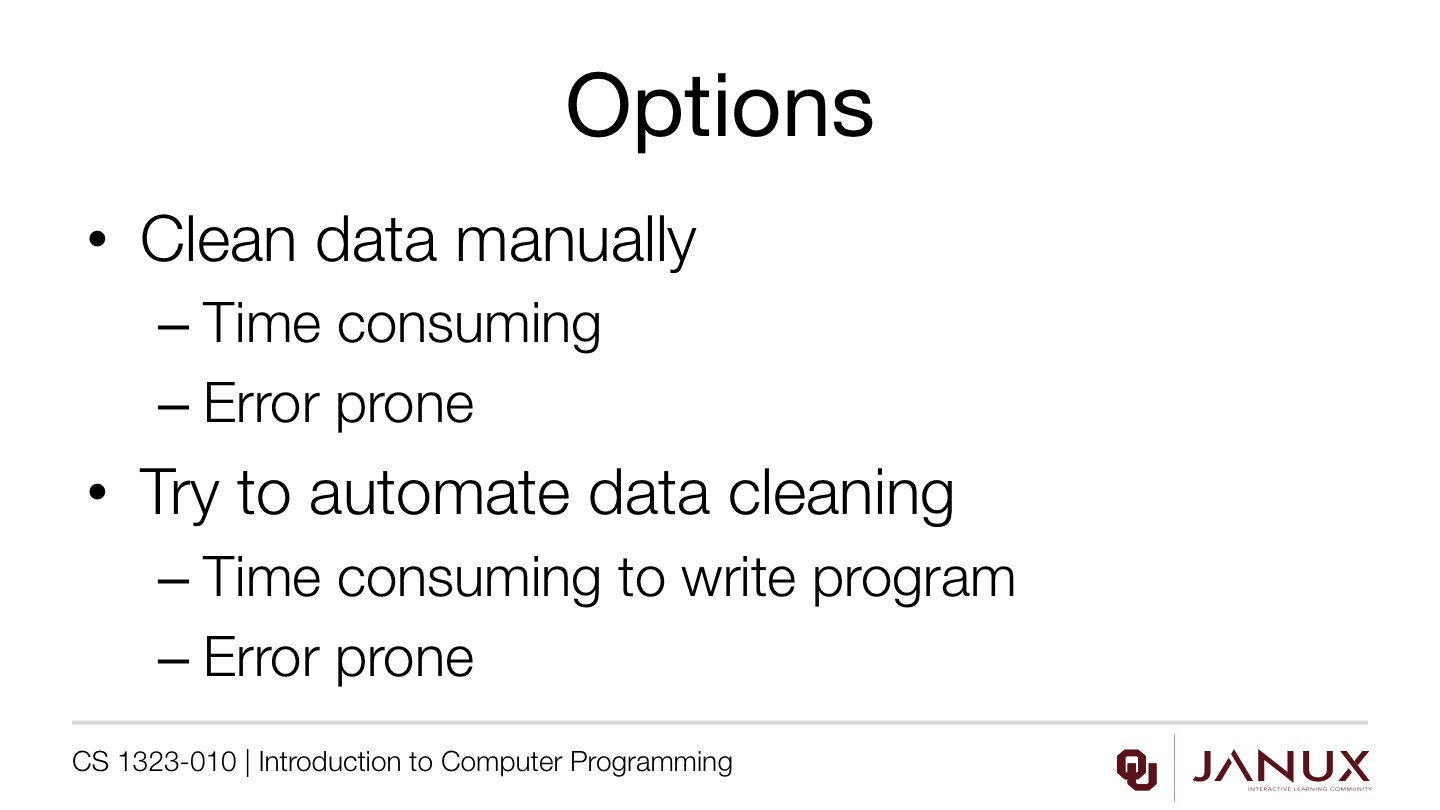 Options
• Clean data manually
– Time consuming
– Error prone
• Try to automate data cleaning
– Time consuming to write program
– Error prone
CS 1323-010 | Introduction to Computer Programming
OU
JANUX
INTERACTIVE LEARNING COMMUNITY